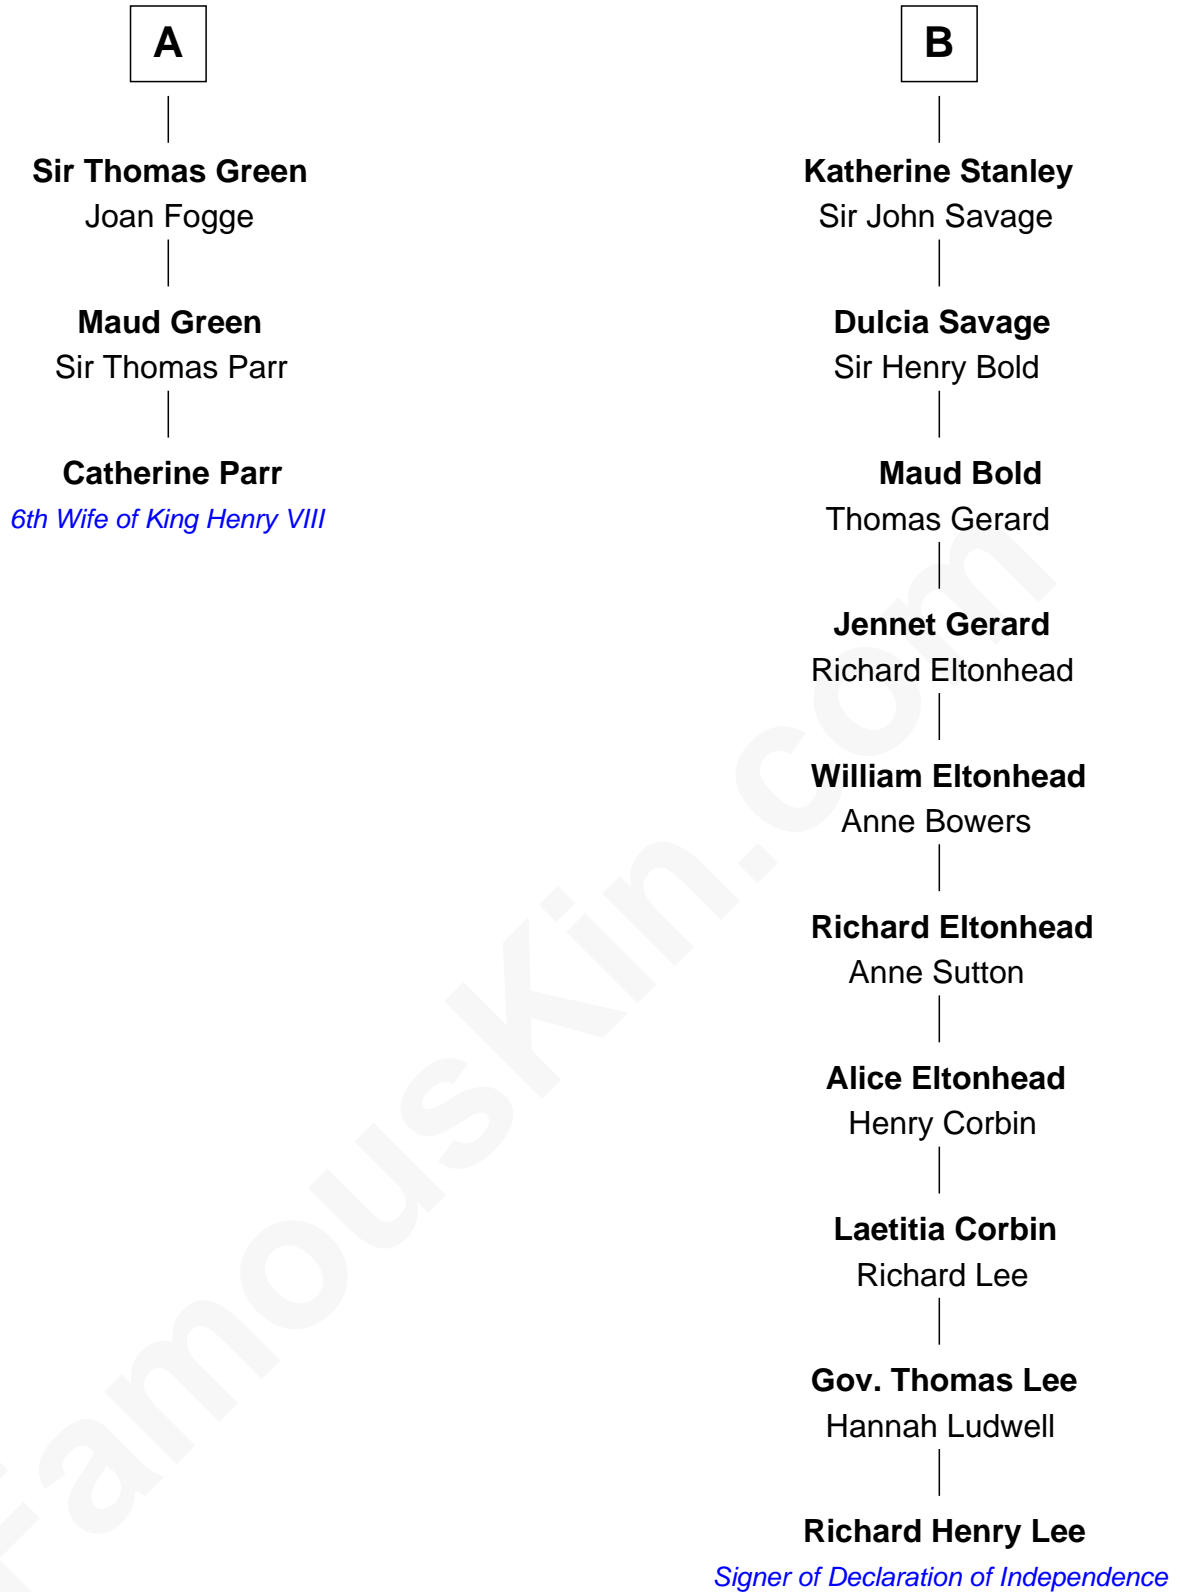 A
Sir Thomas Green
Joan Fogge
Maud Green
Sir Thomas Parr
Catherine Parr
6th Wife of King Henry VIII
B
Katherine Stanley
Sir John Savage
Dulcia Savage
Sir Henry Bold
Maud Bold
Thomas Gerard
Jennet Gerard
Richard Eltonhead
William Eltonhead
Anne Bowers
Richard Eltonhead
Anne Sutton
Alice Eltonhead
Henry Corbin
Laetitia Corbin
Richard Lee
Gov. Thomas Lee
Hannah Ludwell
Richard Henry Lee
Signer of Declaration of Independence
FamousKin.com